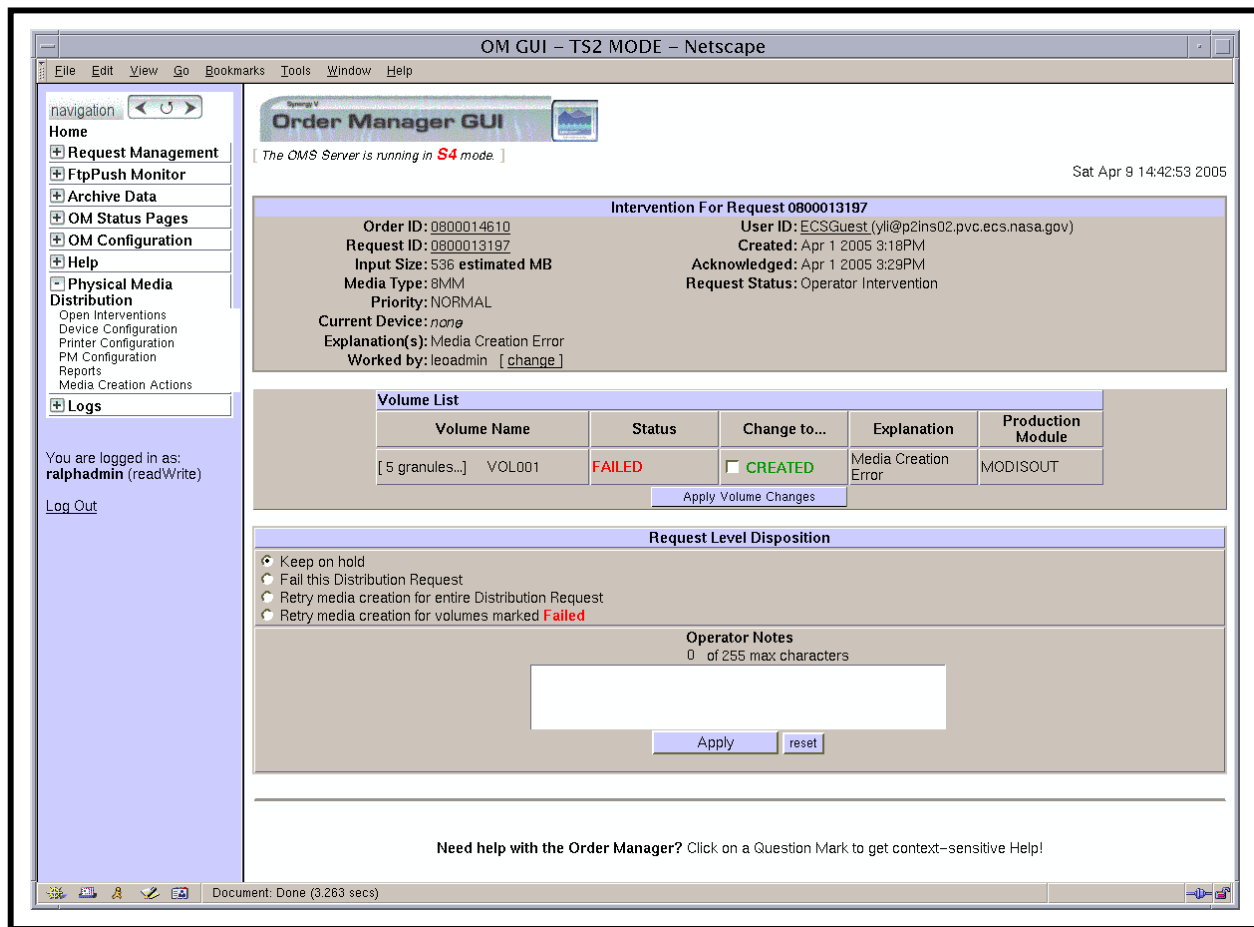 OM GUI – TS2 MODE – Netscape
File Edit View Go Bookmarks Tools Window Help
navigation
Home
Request Management
FtpPush Monitor
Archive Data
OM Status Pages
OM Configuration
Help
Physical Media
Distribution
Open Interventions
Device Configuration
Printer Configuration
PM Configuration
Reports
Media Creation Actions
Logs
You are logged in as:
ralphadmin (readWrite)
Log Out
Synergy V
Order Manager GUI
[ The OMS Server is running in S4 mode. ]
Sat Apr 9 14:42:53 2005
Intervention For Request 0800013197
Order ID: 0800014610
Request ID: 0800013197
Input Size: 536 estimated MB
Media Type: 8MM
Priority: NORMAL
Current Device: none
Explanation(s): Media Creation Error
Worked by: leoadmin [ change ]
User ID: ECSGuest (yli@p2ins02.pvc.ecs.nasa.gov)
Created: Apr 1 2005 3:18PM
Acknowledged: Apr 1 2005 3:29PM
Request Status: Operator Intervention
Volume List
Volume Name Status Change to... Explanation Production Module
[ 5 granules...] VOL001 FAILED CREATED Media Creation Error MODISOUT
Apply Volume Changes
Request Level Disposition
Keep on hold
Fail this Distribution Request
Retry media creation for entire Distribution Request
Retry media creation for volumes marked Failed
Operator Notes
0 of 255 max characters
Apply reset
Need help with the Order Manager? Click on a Question Mark to get context–sensitive Help!
Document: Done (3.263 secs)